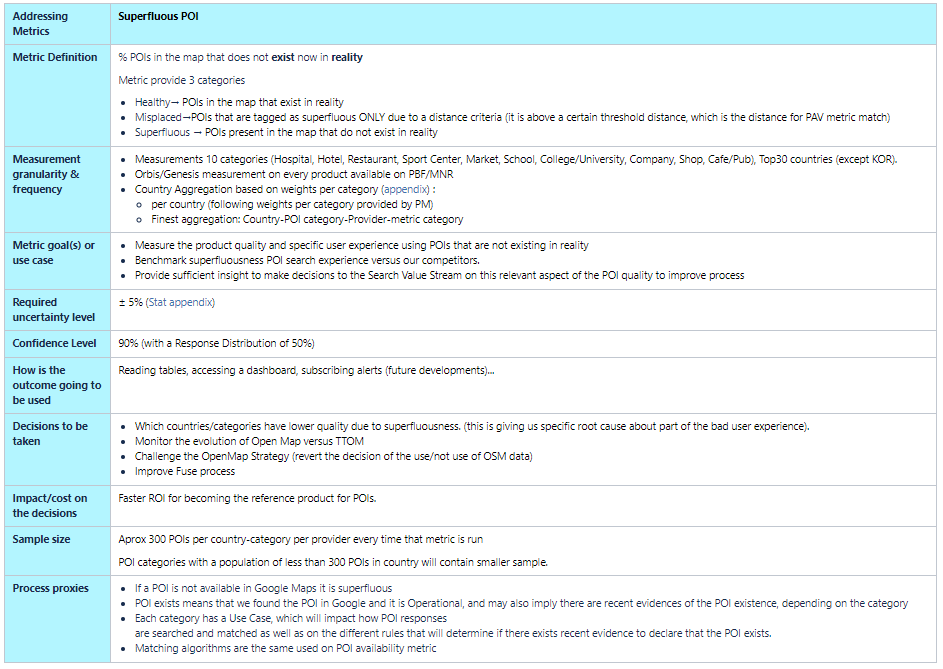 Addressing
Metrics
Superfluous POI
Metric Definition
% POIs in the map that does not exist now in reality
Metric provide 3 categories
• Healthy→ POIs in the map that exist in reality
• Misplaced→POIs that are tagged as superfluous ONLY due to a distance criteria (it is above a certain threshold distance, which is the distance for PAV metric match)
• Superfluous → POIs present in the map that do not exist in reality
Measurement
granularity &
frequency
• Measurements 10 categories (Hospital, Hotel, Restaurant, Sport Center, Market, School, College/University, Company, Shop, Cafe/Pub), Top30 countries (except KOR).
• Orbis/Genesis measurement on every product available on PBF/MNR
• Country Aggregation based on weights per category (appendix) :
○ per country (following weights per category provided by PM)
○ Finest aggregation: Country-POI category-Provider-metric category
Metric goal(s) or
use case
• Measure the product quality and specific user experience using POIs that are not existing in reality
• Benchmark superfluousness POI search experience versus our competitors.
• Provide sufficient insight to make decisions to the Search Value Stream on this relevant aspect of the POI quality to improve process
Required
uncertainty level
± 5% (Stat appendix)
Confidence Level
90% (with a Response Distribution of 50%)
How is the
outcome going to
be used
Reading tables, accessing a dashboard, subscribing alerts (future developments)...
Decisions to be
taken
• Which countries/categories have lower quality due to superfluousness. (this is giving us specific root cause about part of the bad user experience).
• Monitor the evolution of Open Map versus TTOM
• Challenge the OpenMap Strategy (revert the decision of the use/not use of OSM data)
• Improve Fuse process
Impact/cost on
the decisions
Faster ROI for becoming the reference product for POIs.
Sample size
Aprox 300 POIs per country-category per provider every time that metric is run
POI categories with a population of less than 300 POIs in country will contain smaller sample.
Process proxies
• If a POI is not available in Google Maps it is superfluous
• POI exists means that we found the POI in Google and it is Operational, and may also imply there are recent evidences of the POI existence, depending on the category
• Each category has a Use Case, which will impact how POI responses
are searched and matched as well as on the different rules that will determine if there exists recent evidence to declare that the POI exists.
• Matching algorithms are the same used on POI availability metric